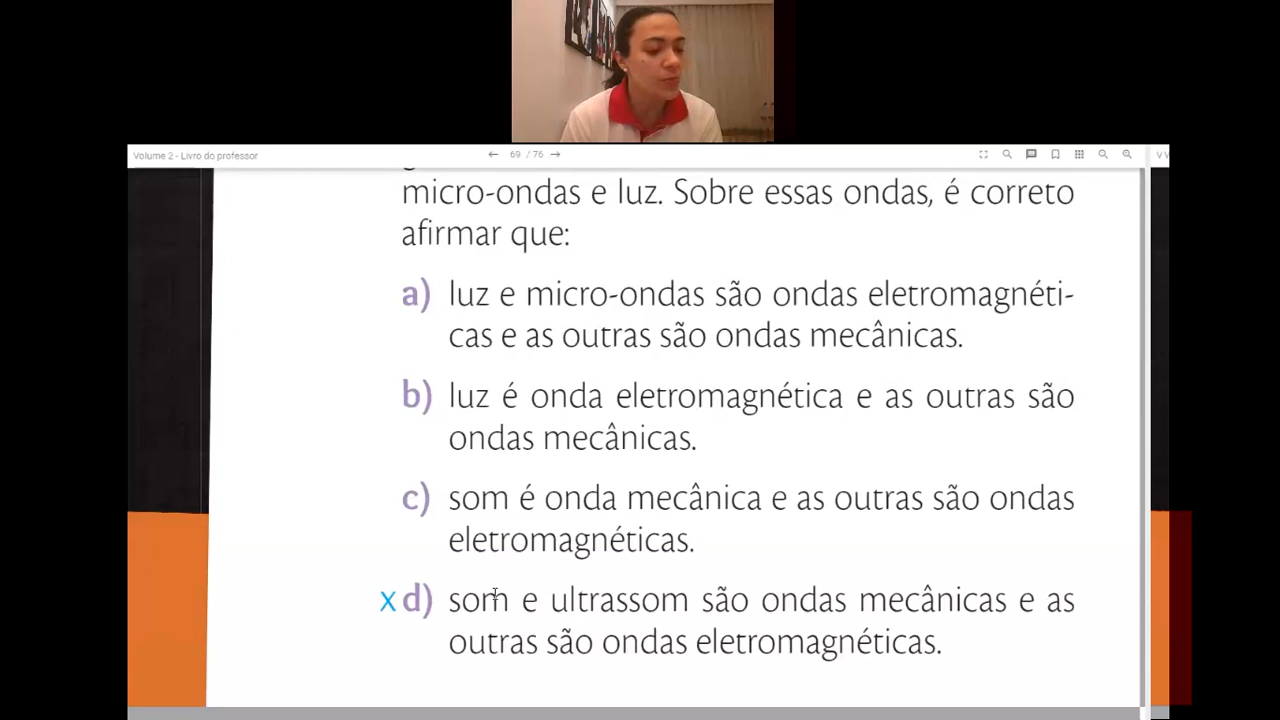 Volume 2 - Livro do professor
69 / 76
micro-ondas e luz. Sobre essas ondas, é correto
afirmar que:
a) luz e micro-ondas são ondas eletromagnéti-
cas e as outras são ondas mecânicas.
b) luz é onda eletromagnética e as outras são
ondas mecânicas.
c) som é onda mecânica e as outras são ondas
eletromagnéticas.
x d) som e ultrassom são ondas mecânicas e as
outras são ondas eletromagnéticas.